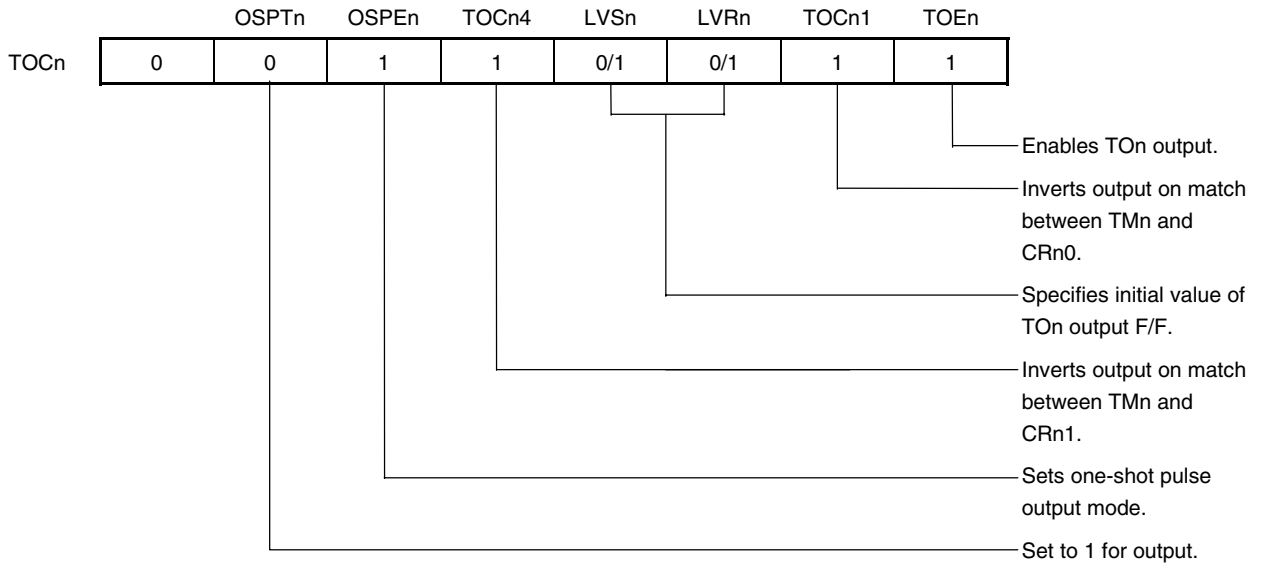 OSPTn OSPEn TOCn4 LVSn LVRn TOCn1 TOEn
TOCn 0 0 1 1 0/1 0/1 1 1
Enables TOn output.
Inverts output on match
between TMn and
CRn0.
Specifies initial value of
TOn output F/F.
Inverts output on match
between TMn and
CRn1.
Sets one-shot pulse
output mode.
Set to 1 for output.